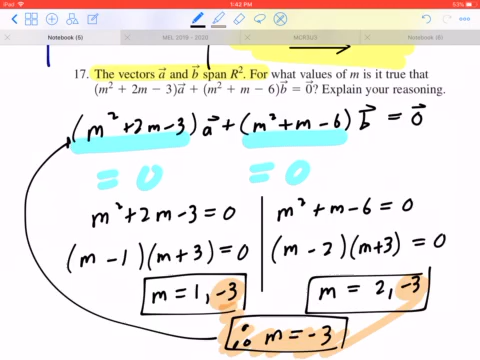 1:42 PM
63%
Notebook (5)
MEL 2019 - 2020
MCR3U3
Notebook (6)
17. The vectors a⃗ and b⃗ span R². For what values of m is it true that
(m² + 2m − 3)a⃗ + (m² + m − 6)b⃗ = 0⃗? Explain your reasoning.
(m² + 2m − 3) a⃗ + (m² + m − 6) b⃗ = 0⃗
= 0 = 0
m² + 2m − 3 = 0 m² + m − 6 = 0
(m − 1)(m + 3) = 0 (m − 2)(m + 3) = 0
m = 1, −3 m = 2, −3
∴ m = −3